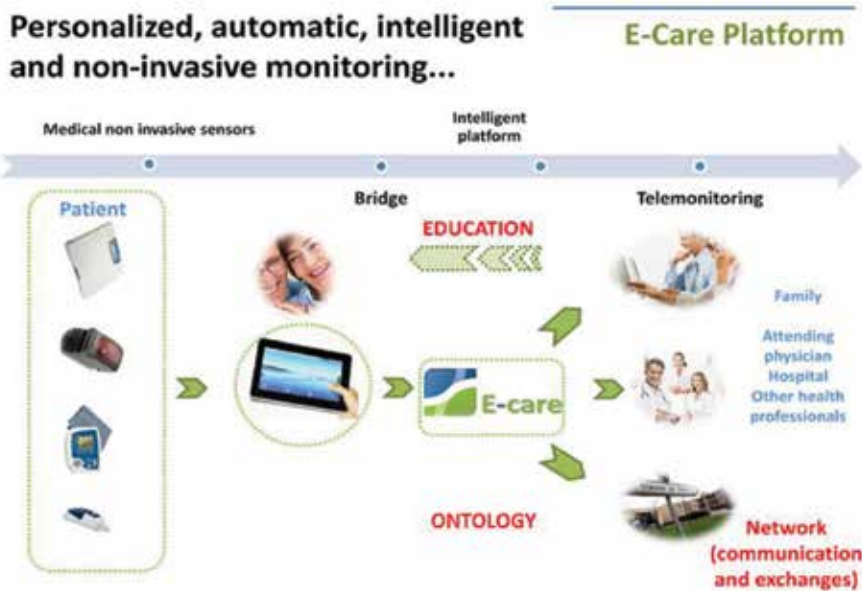 Personalized, automatic, intelligent
and non-invasive monitoring...
E-Care Platform
Medical non invasive sensors
Intelligent
platform
Bridge
Telemonitoring
Patient
EDUCATION
Family
Attending
physician
Hospital
Other health
professionals
E-care
ONTOLOGY
Network
(communication
and exchanges)